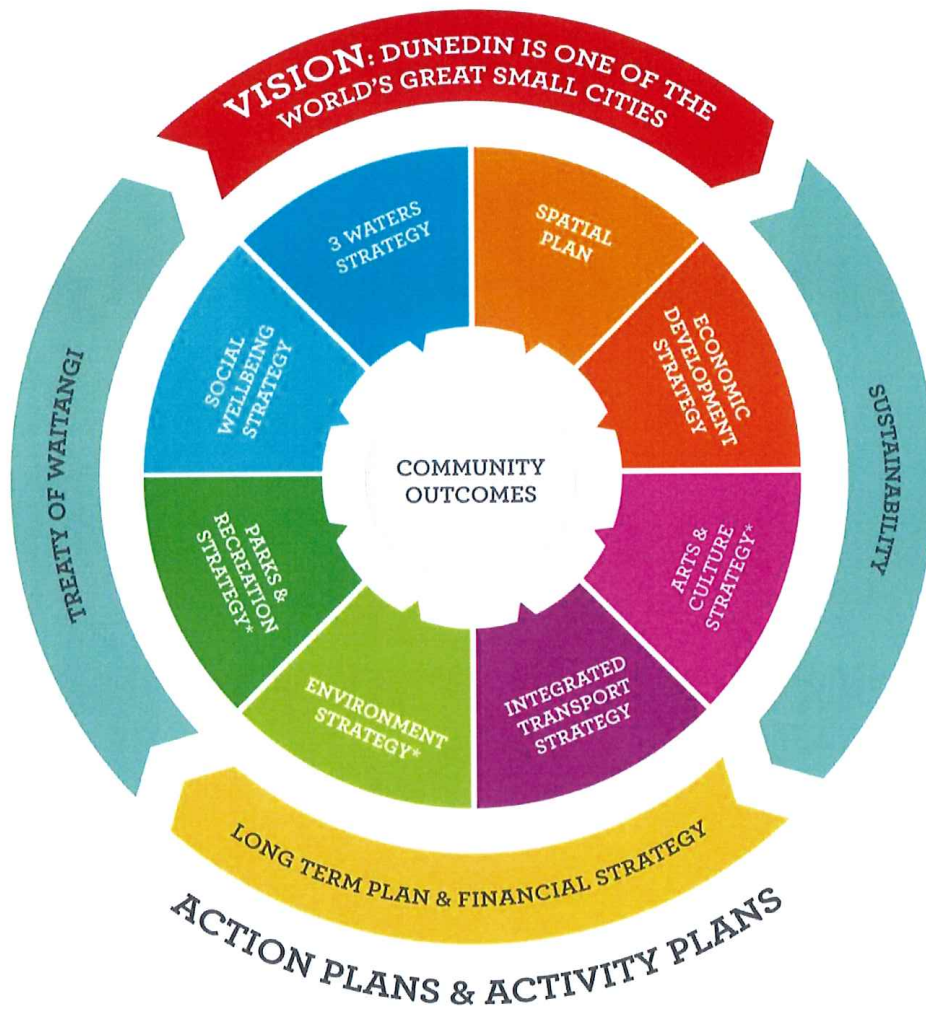 VISION: DUNEDIN IS ONE OF THE
WORLD'S GREAT SMALL CITIES
3 WATERS
STRATEGY
SPATIAL
PLAN
SOCIAL
WELLBEING
STRATEGY
ECONOMIC
DEVELOPMENT
STRATEGY
TREATY OF WAITANGI
COMMUNITY
OUTCOMES
SUSTAINABILITY
PARKS &
RECREATION
STRATEGY*
ARTS &
CULTURE
STRATEGY*
ENVIRONMENT
STRATEGY*
INTEGRATED
TRANSPORT
STRATEGY
LONG TERM PLAN & FINANCIAL STRATEGY
ACTION PLANS & ACTIVITY PLANS